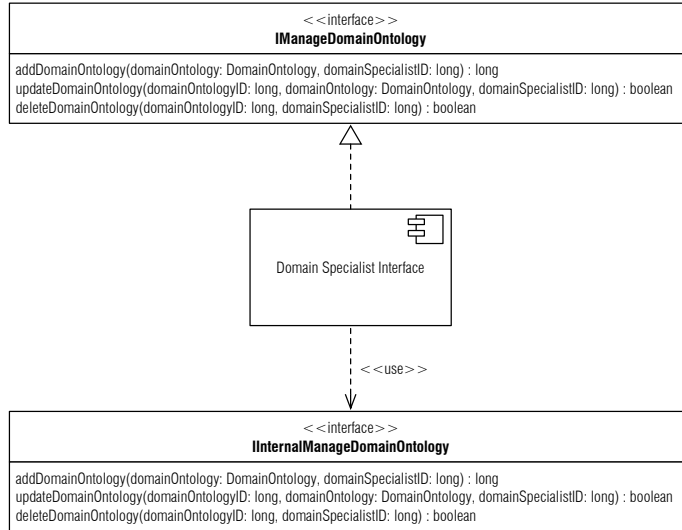 <<interface>>
IManageDomainOntology
addDomainOntology(domainOntology: DomainOntology, domainSpecialistID: long) : long
updateDomainOntology(domainOntologyID: long, domainOntology: DomainOntology, domainSpecialistID: long) : boolean
deleteDomainOntology(domainOntologyID: long, domainSpecialistID: long) : boolean
Domain Specialist Interface
<<use>>
<<interface>>
IInternalManageDomainOntology
addDomainOntology(domainOntology: DomainOntology, domainSpecialistID: long) : long
updateDomainOntology(domainOntologyID: long, domainOntology: DomainOntology, domainSpecialistID: long) : boolean
deleteDomainOntology(domainOntologyID: long, domainSpecialistID: long) : boolean